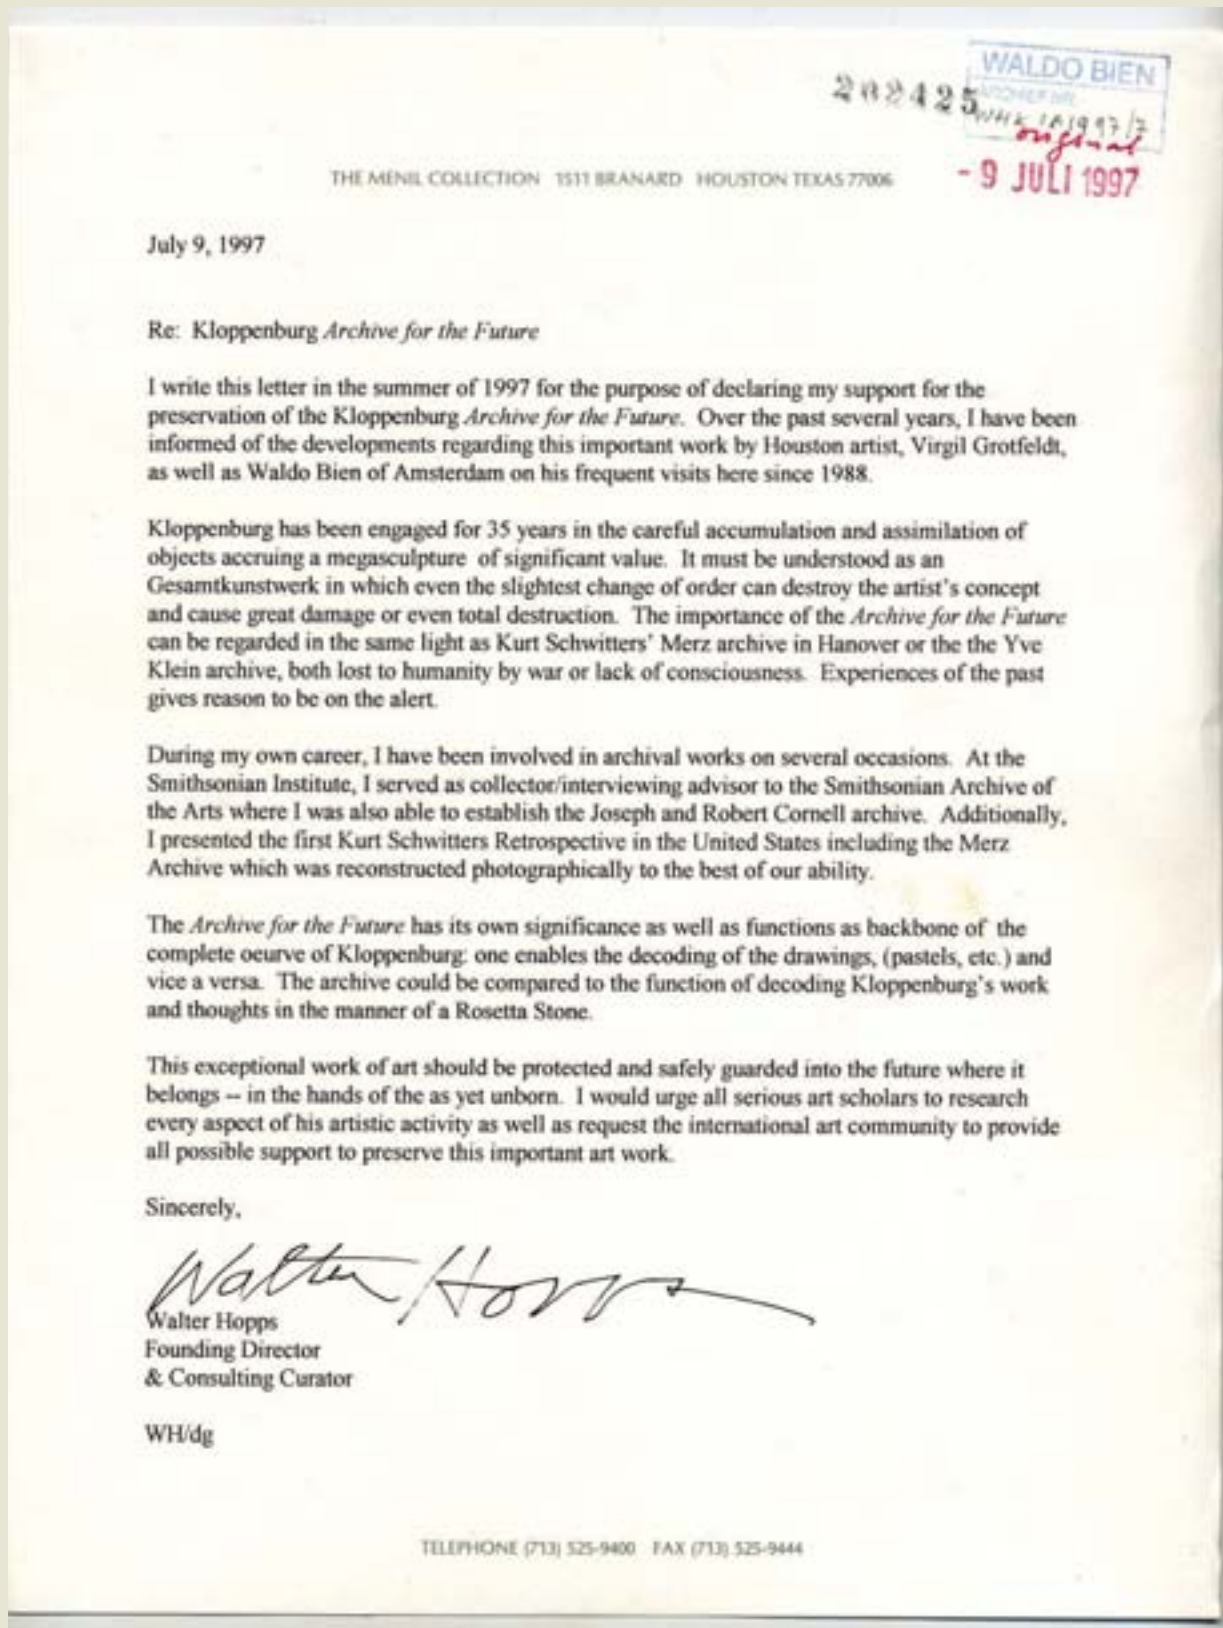 WALDO BIEN
202425
ARCHIEF NR.
original
- 9 JULI 1997
THE MENIL COLLECTION 1511 BRANARD HOUSTON TEXAS 77006
July 9, 1997
Re: Kloppenburg Archive for the Future
I write this letter in the summer of 1997 for the purpose of declaring my support for the
preservation of the Kloppenburg Archive for the Future. Over the past several years, I have been
informed of the developments regarding this important work by Houston artist, Virgil Grotfeldt,
as well as Waldo Bien of Amsterdam on his frequent visits here since 1988.
Kloppenburg has been engaged for 35 years in the careful accumulation and assimilation of
objects accruing a megasculpture of significant value. It must be understood as an
Gesamtkunstwerk in which even the slightest change of order can destroy the artist's concept
and cause great damage or even total destruction. The importance of the Archive for the Future
can be regarded in the same light as Kurt Schwitters' Merz archive in Hanover or the the Yve
Klein archive, both lost to humanity by war or lack of consciousness. Experiences of the past
gives reason to be on the alert.
During my own career, I have been involved in archival works on several occasions. At the
Smithsonian Institute, I served as collector/interviewing advisor to the Smithsonian Archive of
the Arts where I was also able to establish the Joseph and Robert Cornell archive. Additionally,
I presented the first Kurt Schwitters Retrospective in the United States including the Merz
Archive which was reconstructed photographically to the best of our ability.
The Archive for the Future has its own significance as well as functions as backbone of the
complete oeurve of Kloppenburg: one enables the decoding of the drawings, (pastels, etc.) and
vice a versa. The archive could be compared to the function of decoding Kloppenburg's work
and thoughts in the manner of a Rosetta Stone.
This exceptional work of art should be protected and safely guarded into the future where it
belongs -- in the hands of the as yet unborn. I would urge all serious art scholars to research
every aspect of his artistic activity as well as request the international art community to provide
all possible support to preserve this important art work.
Sincerely,
Walter Hopps
Walter Hopps
Founding Director
& Consulting Curator
WH/dg
TELEPHONE (713) 525-9400 FAX (713) 525-9444